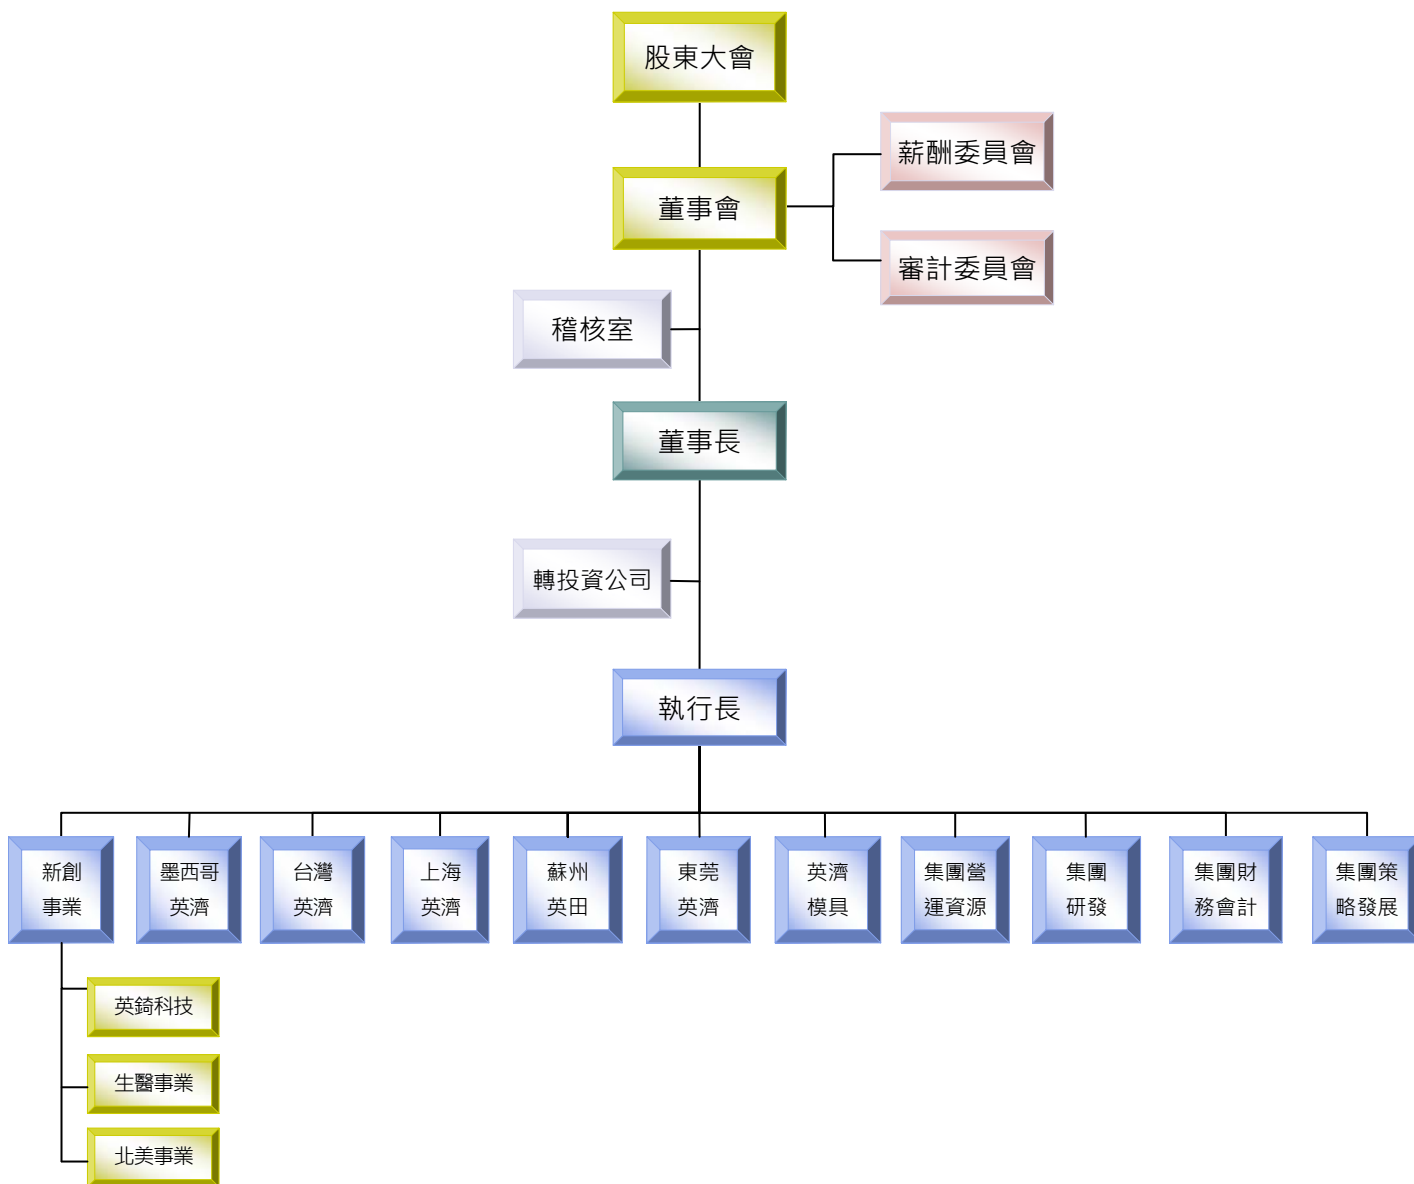 股東大會
薪酬委員會
董事會
審計委員會
稽核室
董事長
轉投資公司
執行長
新創
事業
墨西哥
英濟
台灣
英濟
上海
英濟
蘇州
英田
東莞
英濟
英濟
模具
集團營
運資源
集團
研發
集團財
務會計
集團策
略發展
英錡科技
生醫事業
北美事業